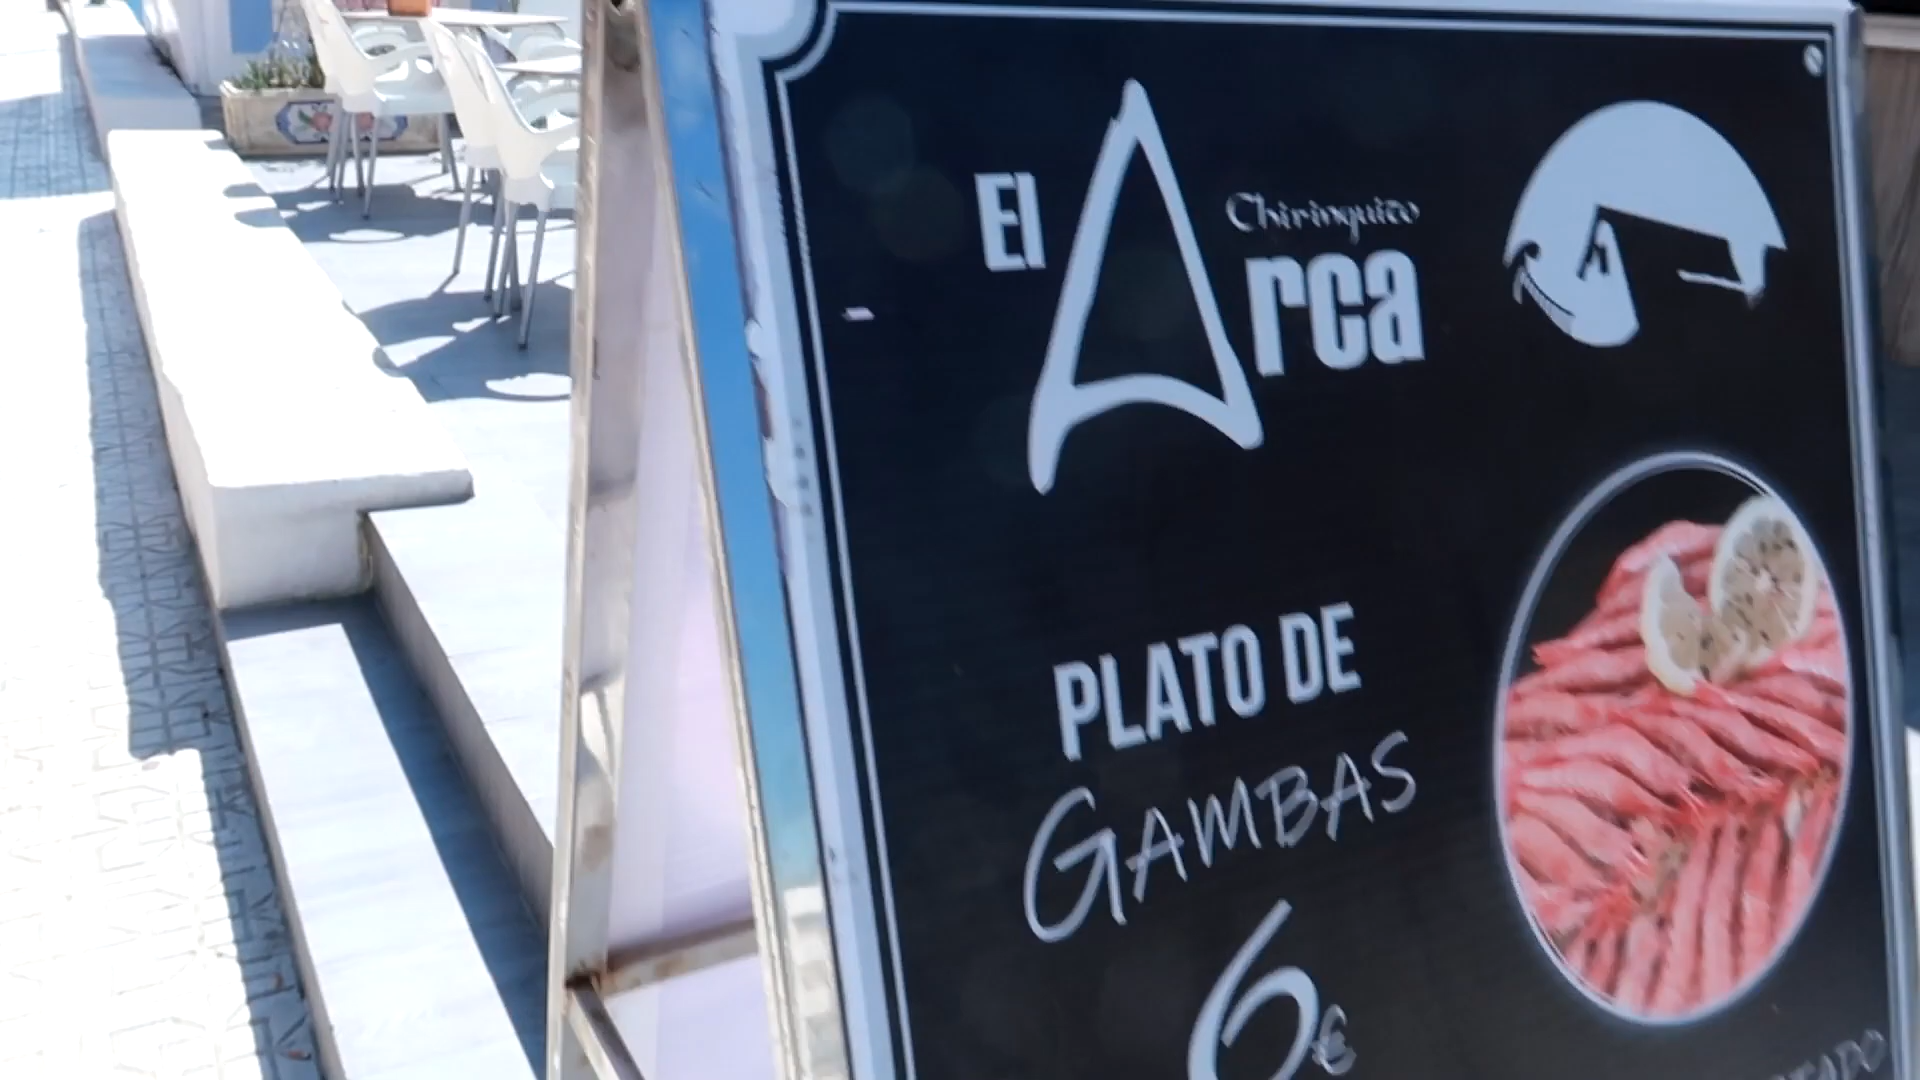 El Arca
Chiringuito
PLATO DE
GAMBAS
6€